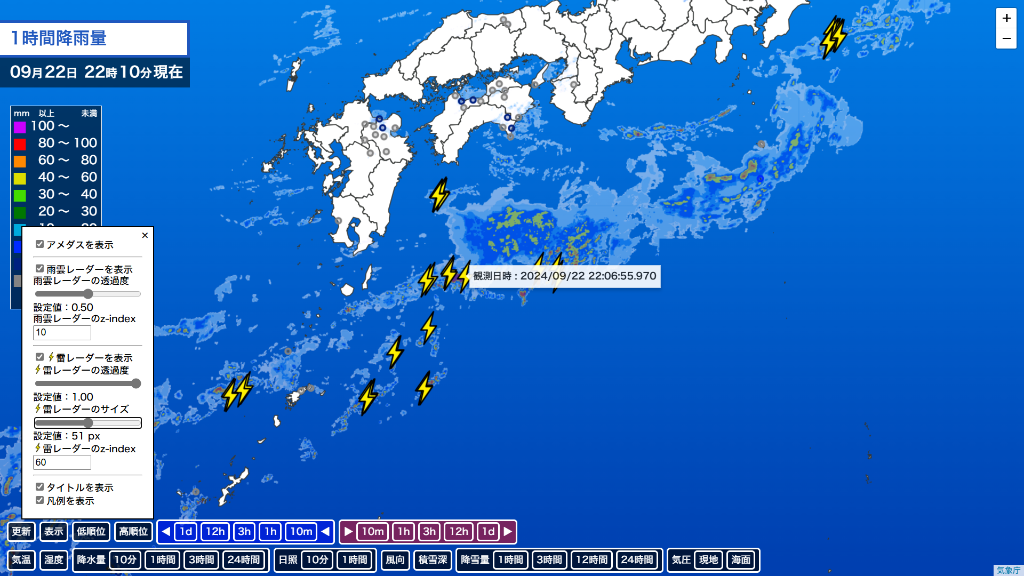 1時間降雨量
09月22日 22時10分現在
+
−
mm 以上 未満
100 〜
80 〜 100
60 〜 80
40 〜 60
30 〜 40
20 〜 30
×
アメダスを表示
雨雲レーダーを表示
雨雲レーダーの透過度
設定値：0.50
雨雲レーダーのz-index
10
⚡雷レーダーを表示
⚡雷レーダーの透過度
設定値：1.00
⚡雷レーダーのサイズ
設定値：51 px
⚡雷レーダーのz-index
60
タイトルを表示
凡例を表示
観測日時 : 2024/09/22 22:06:55.970
更新 表示 低順位 高順位 ◀ 1d 12h 3h 1h 10m ◀ ▶ 10m 1h 3h 12h 1d ▶
気温 湿度 降水量 10分 1時間 3時間 24時間 日照 10分 1時間 風向 積雪深 降雪量 1時間 3時間 12時間 24時間 気圧 現地 海面
気象庁